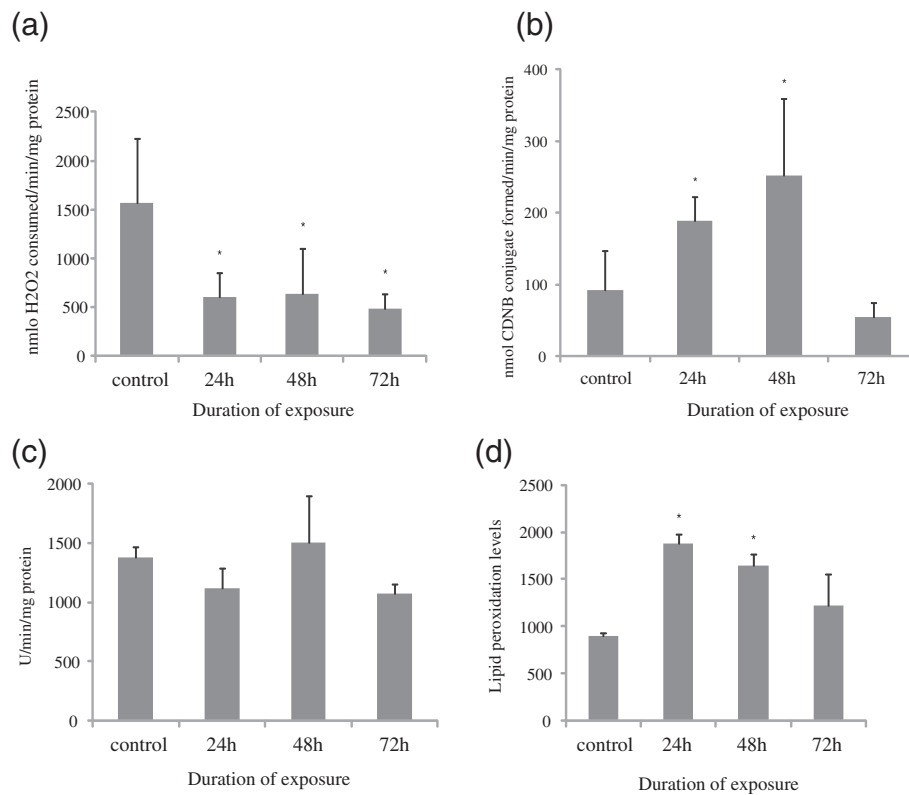 (a)
nmlo H2O2 consumed/min/mg protein
2500
2000
1500
1000
500
0
*
*
*
control 24h 48h 72h
Duration of exposure
(b)
nmol CDNB conjugate formed/min/mg protein
400
300
200
100
0
*
*
control 24h 48h 72h
Duration of exposure
(c)
U/min/mg protein
2000
1500
1000
500
0
control 24h 48h 72h
Duration of exposure
(d)
Lipid peroxidation levels
2500
2000
1500
1000
500
0
*
*
control 24h 48h 72h
Duration of exposure